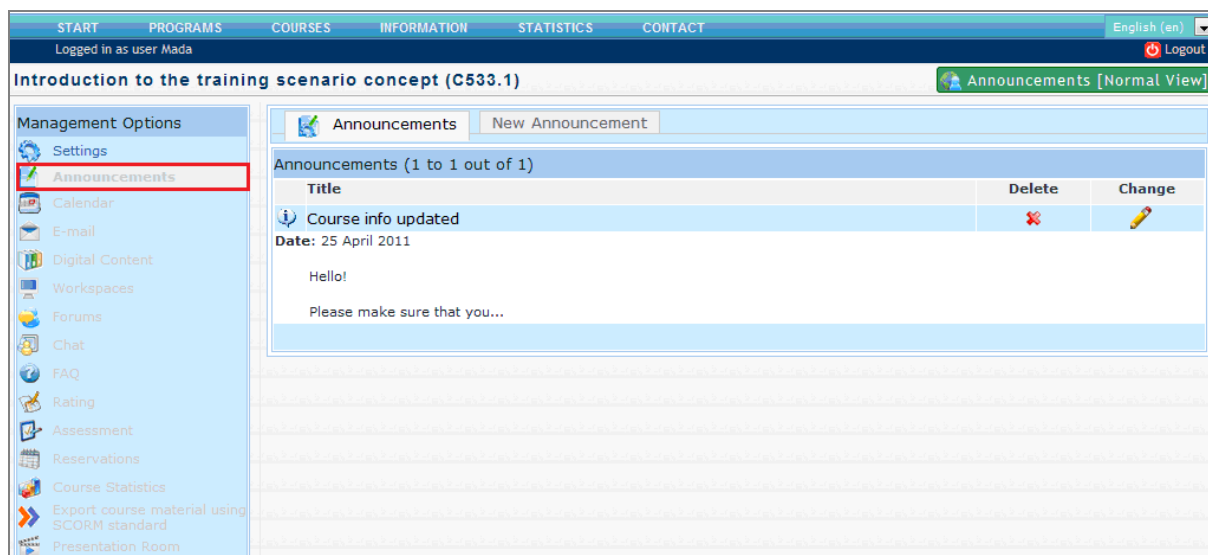 START PROGRAMS COURSES INFORMATION STATISTICS CONTACT English (en)
Logged in as user Mada Logout
Introduction to the training scenario concept (C533.1) Announcements [Normal View]
Management Options
Settings
Announcements
Calendar
E-mail
Digital Content
Workspaces
Forums
Chat
FAQ
Rating
Assessment
Reservations
Course Statistics
Export course material using
SCORM standard
Presentation Room
Announcements New Announcement
Announcements (1 to 1 out of 1)
Title Delete Change
Course info updated
Date: 25 April 2011
Hello!
Please make sure that you...